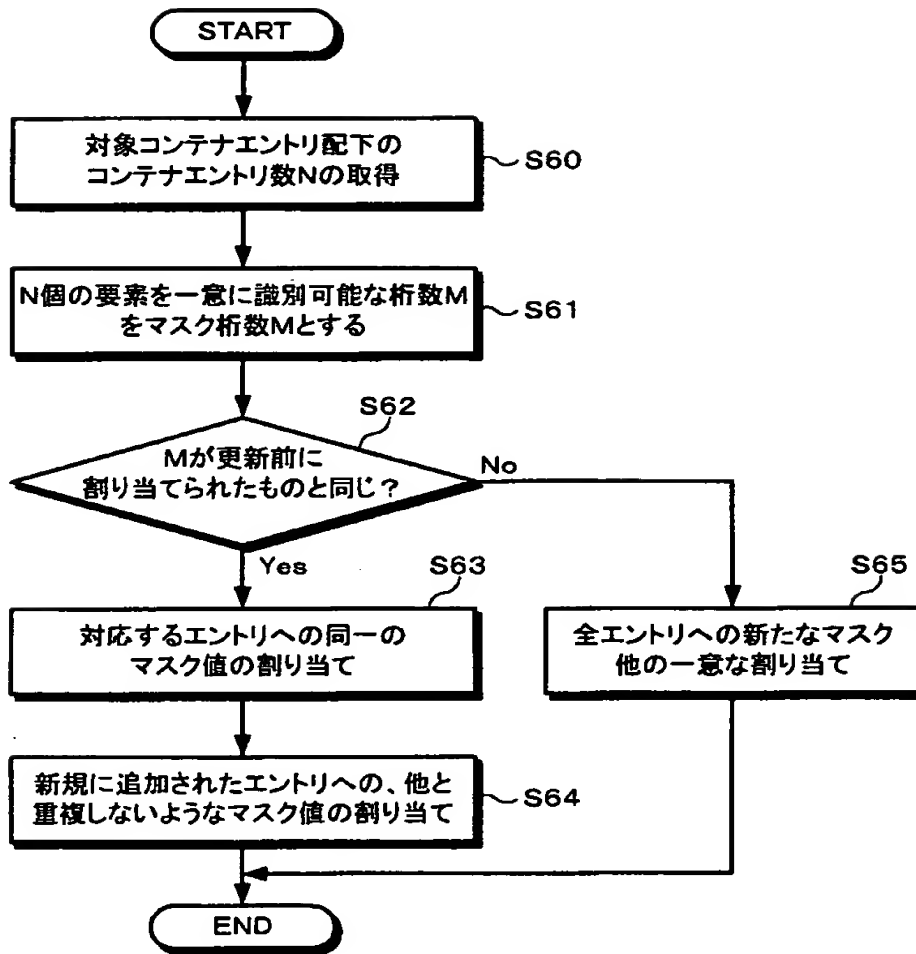 START
対象コンテナエントリ配下の
コンテナエントリ数Nの取得
S60
N個の要素を一意に識別可能な桁数M
をマスク桁数Mとする
S61
S62
Mが更新前に
割り当てられたものと同じ？
No
Yes
S63
対応するエントリへの同一の
マスク値の割り当て
S65
全エントリへの新たなマスク
他の一意な割り当て
新規に追加されたエントリへの、他と
重複しないようなマスク値の割り当て
S64
END